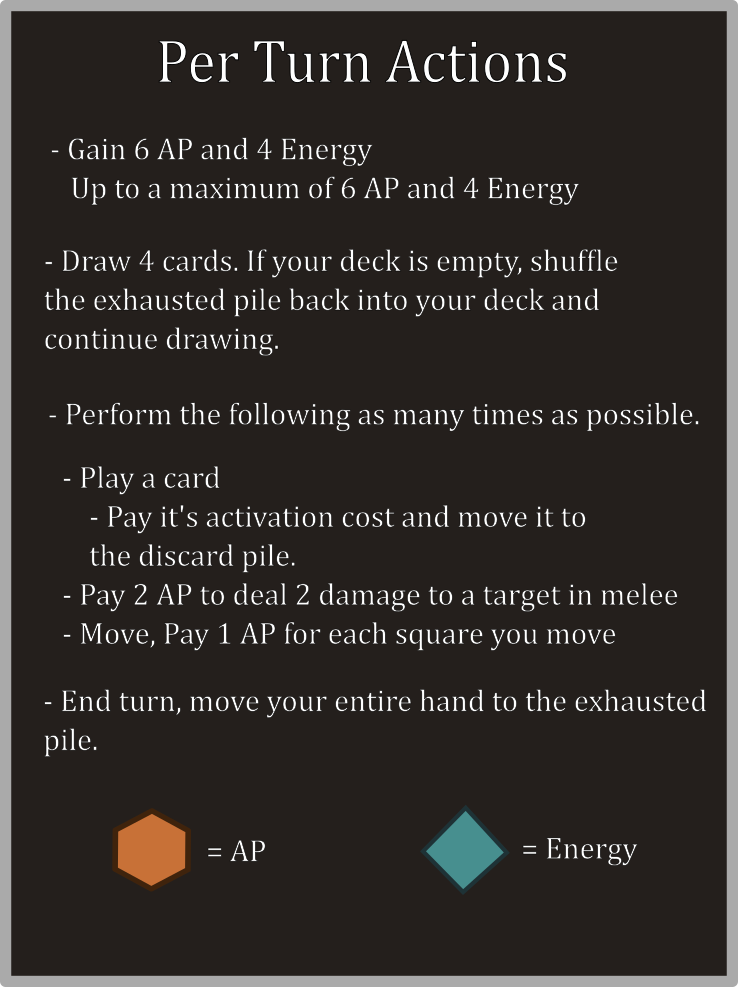 Per Turn Actions
- Gain 6 AP and 4 Energy
Up to a maximum of 6 AP and 4 Energy
- Draw 4 cards. If your deck is empty, shuffle
the exhausted pile back into your deck and
continue drawing.
- Perform the following as many times as possible.
- Play a card
- Pay it's activation cost and move it to
the discard pile.
- Pay 2 AP to deal 2 damage to a target in melee
- Move, Pay 1 AP for each square you move
- End turn, move your entire hand to the exhausted
pile.
= AP = Energy